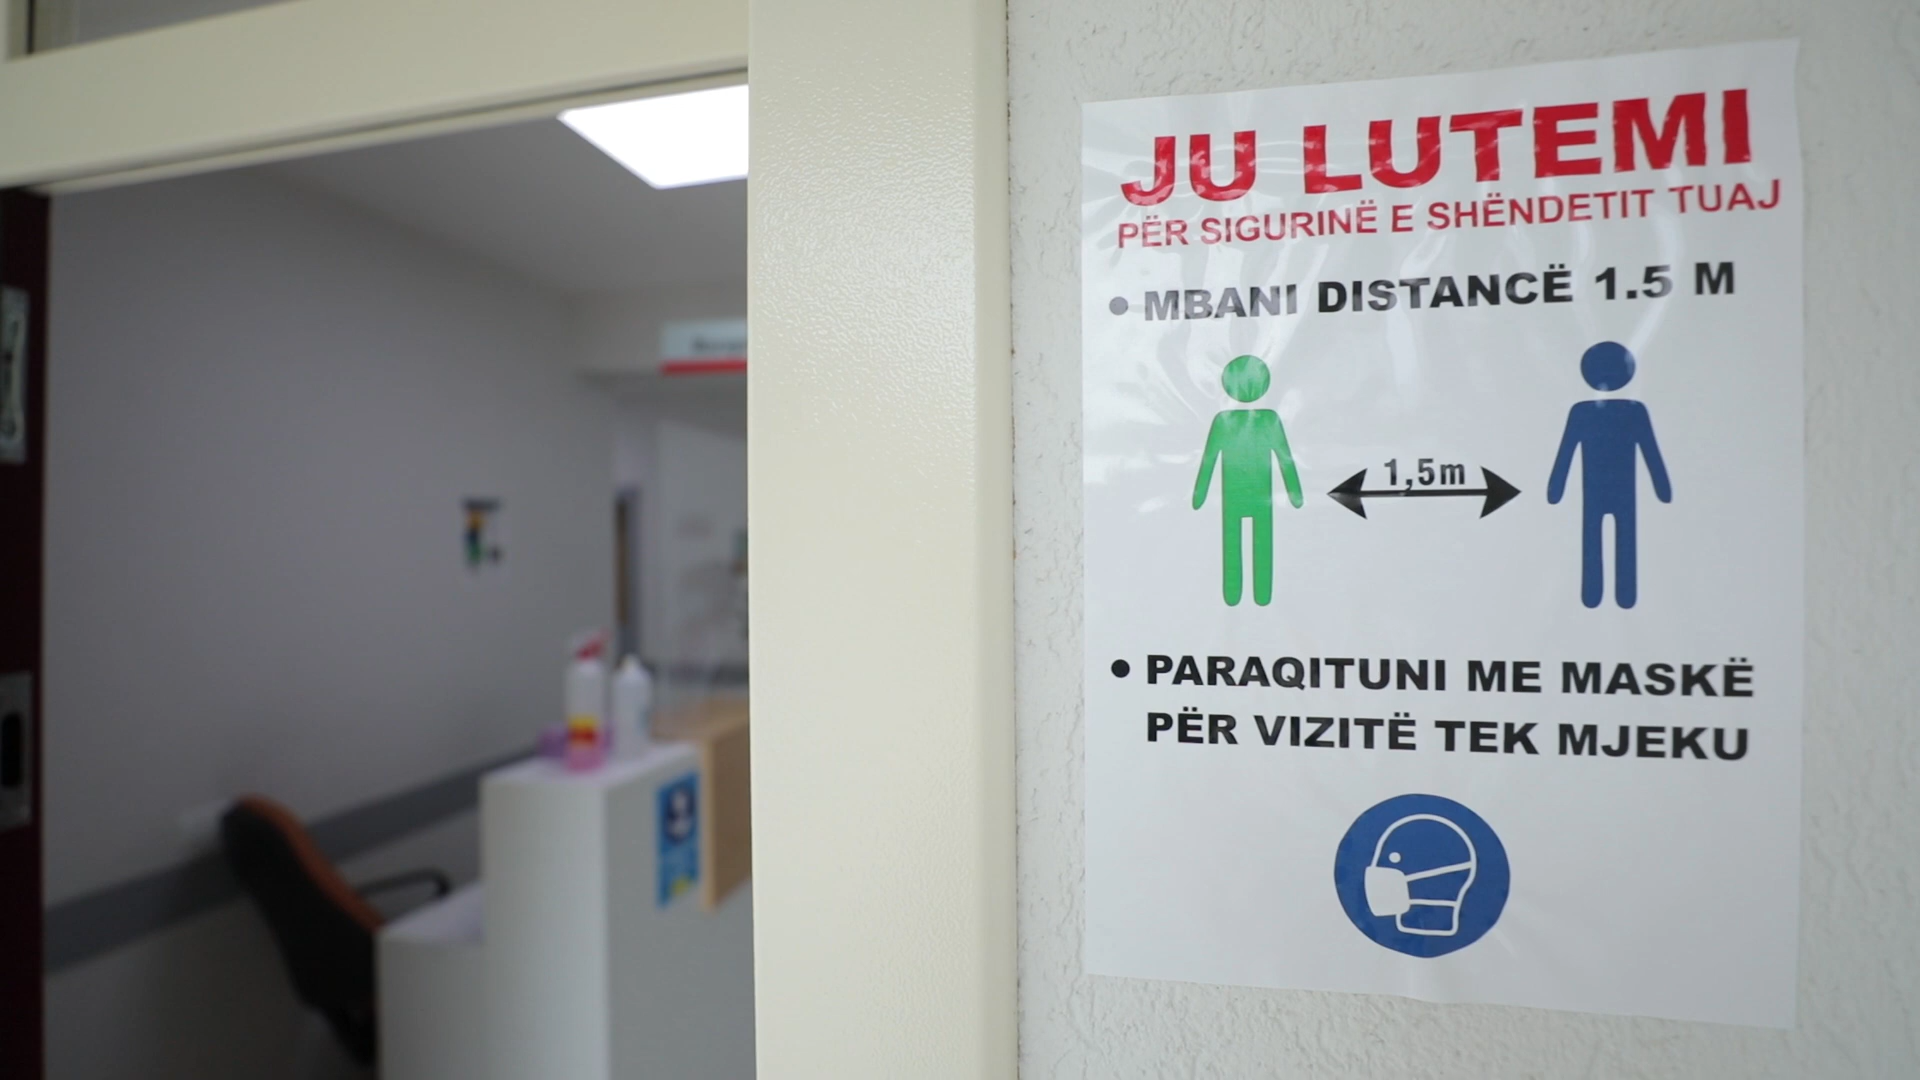 JU LUTEMI
PËR SIGURINË E SHËNDETIT TUAJ
• MBANI DISTANCË 1.5 M
1,5m
• PARAQITUNI ME MASKË
PËR VIZITË TEK MJEKU